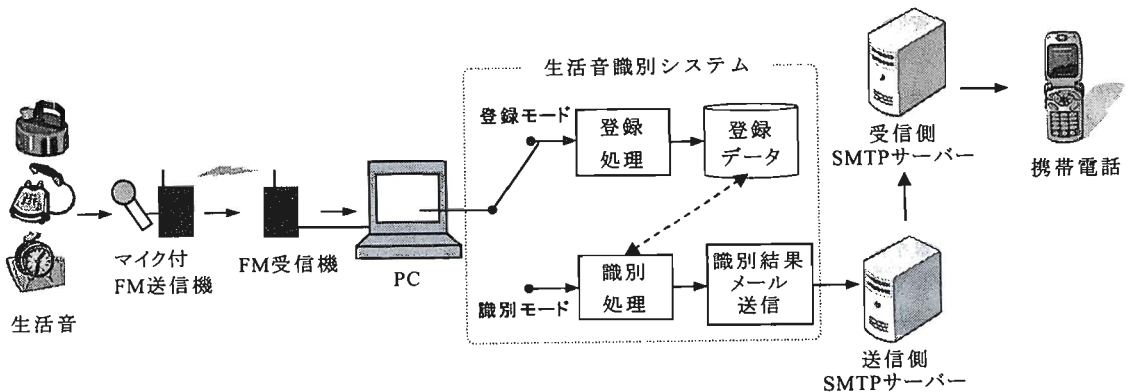 生活音識別システム
登録モード
登録
処理
登録
データ
受信側
SMTPサーバー
携帯電話
マイク付
FM送信機
FM受信機
PC
生活音
識別モード
識別
処理
識別結果
メール
送信
送信側
SMTPサーバー